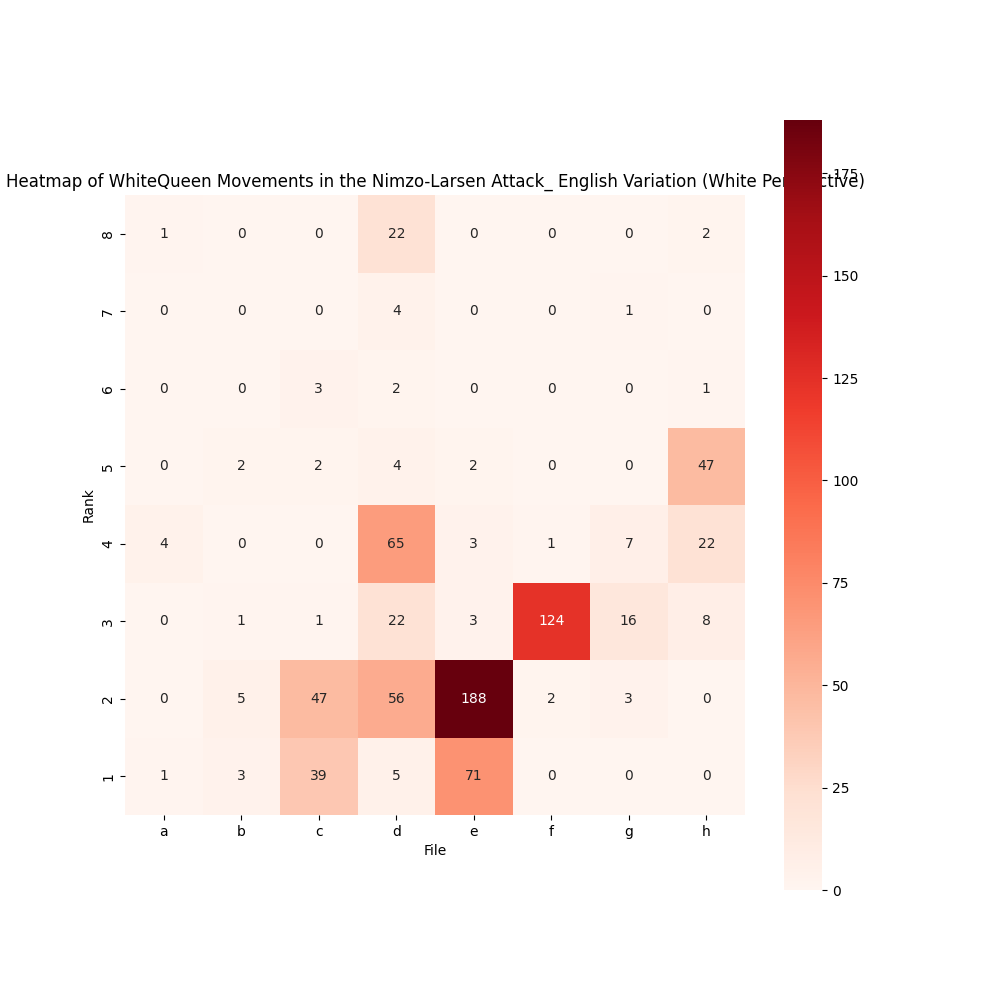 Heatmap of WhiteQueen Movements in the Nimzo-Larsen Attack_ English Variation (White Perspective)
175
8 1 0 0 22 0 0 0 2
150
7 0 0 0 4 0 0 1 0
125
6 0 0 3 2 0 0 0 1
5 0 2 2 4 2 0 0 47
100
Rank
4 4 0 0 65 3 1 7 22
75
3 0 1 1 22 3 124 16 8
50
2 0 5 47 56 188 2 3 0
25
1 1 3 39 5 71 0 0 0
a b c d e f g h
File
0